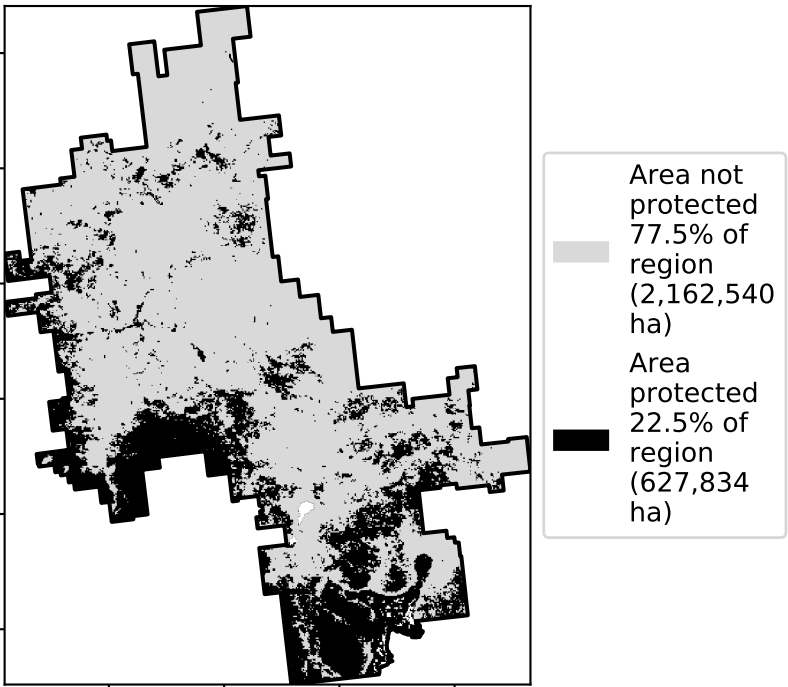 Area not
protected
77.5% of
region
(2,162,540
ha)
Area
protected
22.5% of
region
(627,834
ha)